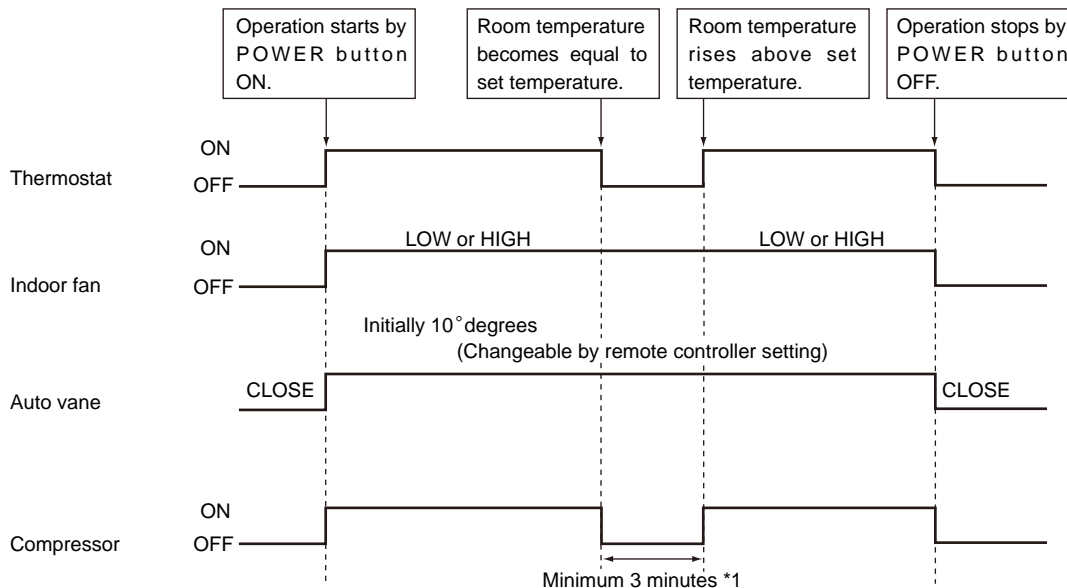 Operation starts by
POWER button
ON.
Room temperature
becomes equal to
set temperature.
Room temperature
rises above set
temperature.
Operation stops by
POWER button
OFF.
Thermostat
ON
OFF
LOW or HIGH
LOW or HIGH
Indoor fan
ON
OFF
Initially 10°degrees
(Changeable by remote controller setting)
Auto vane
CLOSE
CLOSE
Compressor
ON
OFF
Minimum 3 minutes *1